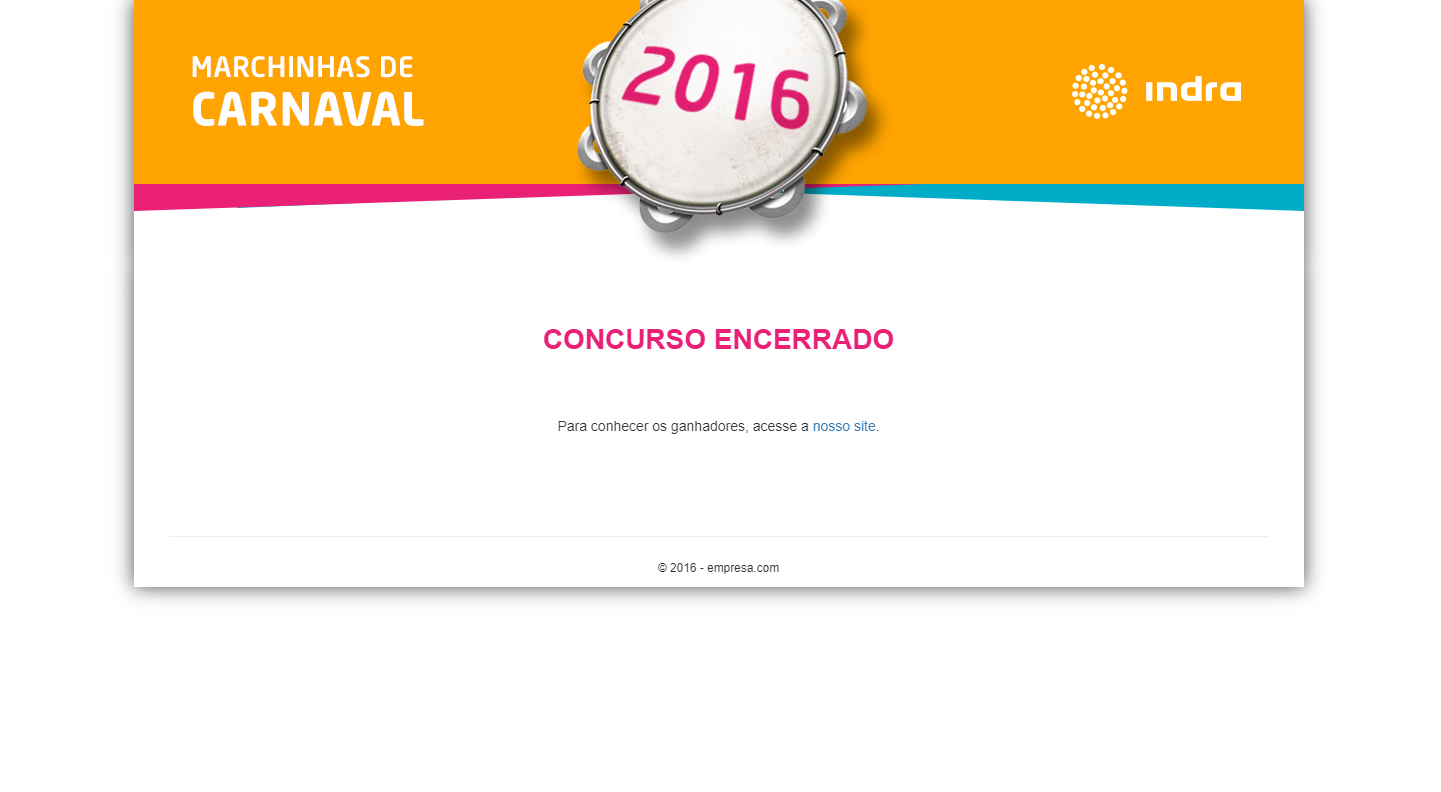 MARCHINHAS DE
CARNAVAL
2016
indra
CONCURSO ENCERRADO
Para conhecer os ganhadores, acesse a nosso site.
© 2016 - empresa.com